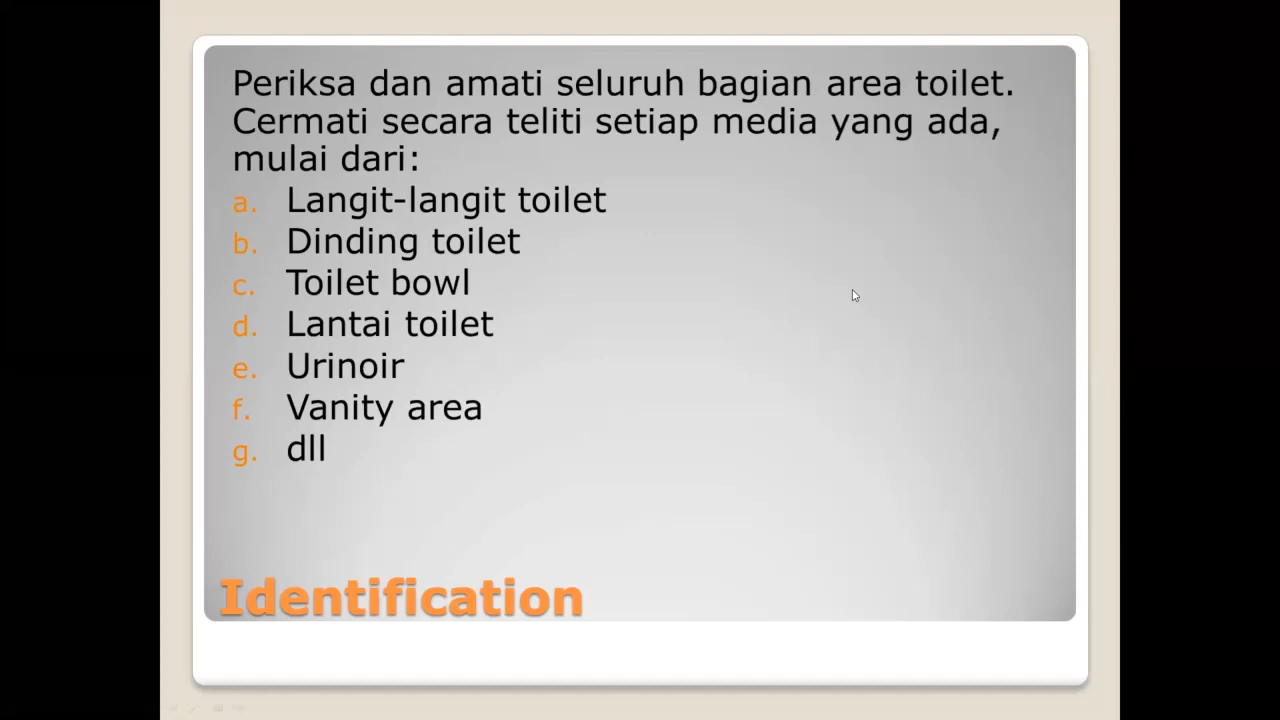 Periksa dan amati seluruh bagian area toilet.
Cermati secara teliti setiap media yang ada,
mulai dari:
a. Langit-langit toilet
b. Dinding toilet
c. Toilet bowl
d. Lantai toilet
e. Urinoir
f. Vanity area
g. dll
Identification